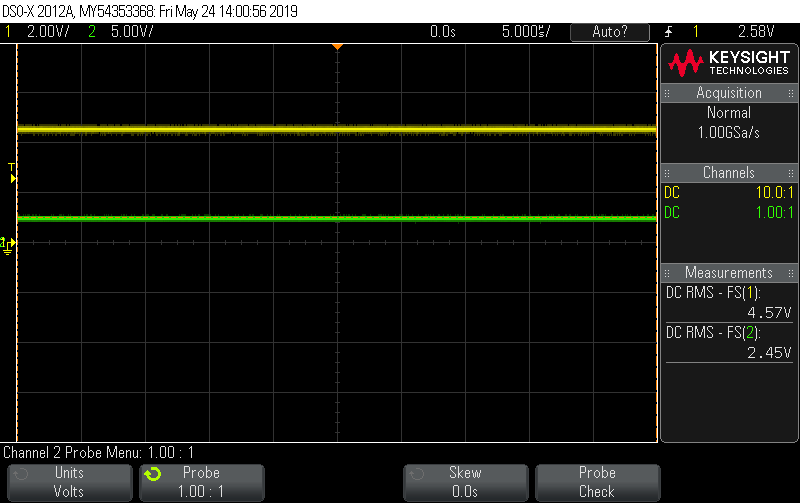 DSO-X 2012A, MY54353368: Fri May 24 14:00:56 2019
1 2.00V/ 2 5.00V/ 0.0s 5.000s/ Auto? 1 2.58V
KEYSIGHT
TECHNOLOGIES
Acquisition
Normal
1.00GSa/s
Channels
DC 10.0:1
DC 1.00:1
Measurements
DC RMS - FS(1):
4.57V
DC RMS - FS(2):
2.45V
T
2
Channel 2 Probe Menu: 1.00 : 1
Units
Volts
Probe
1.00 : 1
Skew
0.0s
Probe
Check